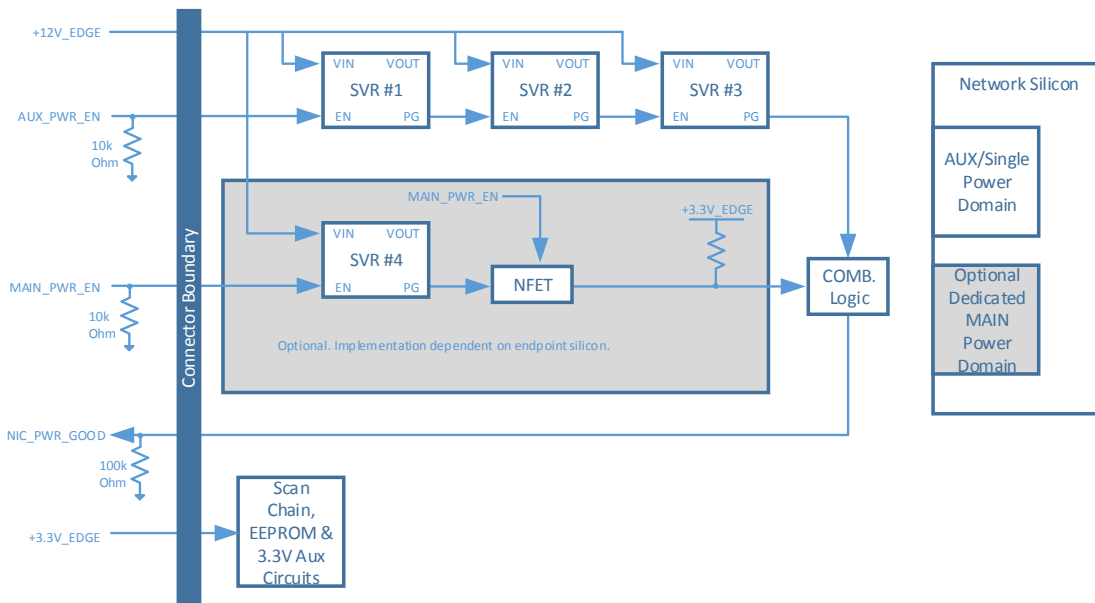 +12V_EDGE
VIN VOUT
SVR #1
EN PG
VIN VOUT
SVR #2
EN PG
VIN VOUT
SVR #3
EN PG
AUX_PWR_EN
10k
Ohm
Connector Boundary
MAIN_PWR_EN
+3.3V_EDGE
VIN VOUT
SVR #4
EN PG
NFET
COMB.
Logic
MAIN_PWR_EN
10k
Ohm
Optional. Implementation dependent on endpoint silicon.
NIC_PWR_GOOD
100k
Ohm
+3.3V_EDGE
Scan
Chain,
EEPROM &
3.3V Aux
Circuits
Network Silicon
AUX/Single
Power
Domain
Optional
Dedicated
MAIN
Power
Domain